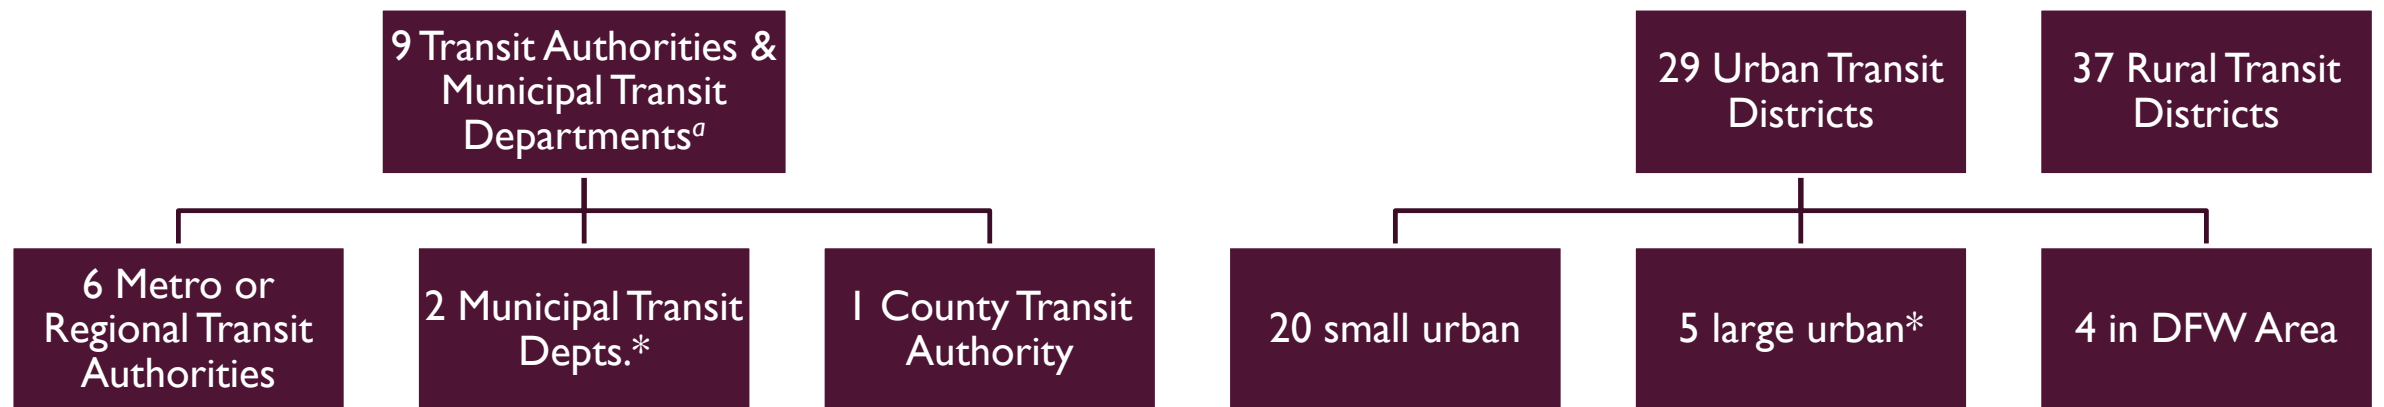 9 Transit Authorities &
Municipal Transit
Departmentsᵃ
29 Urban Transit
Districts
37 Rural Transit
Districts
6 Metro or
Regional Transit
Authorities
2 Municipal Transit
Depts.*
1 County Transit
Authority
20 small urban
5 large urban*
4 in DFW Area